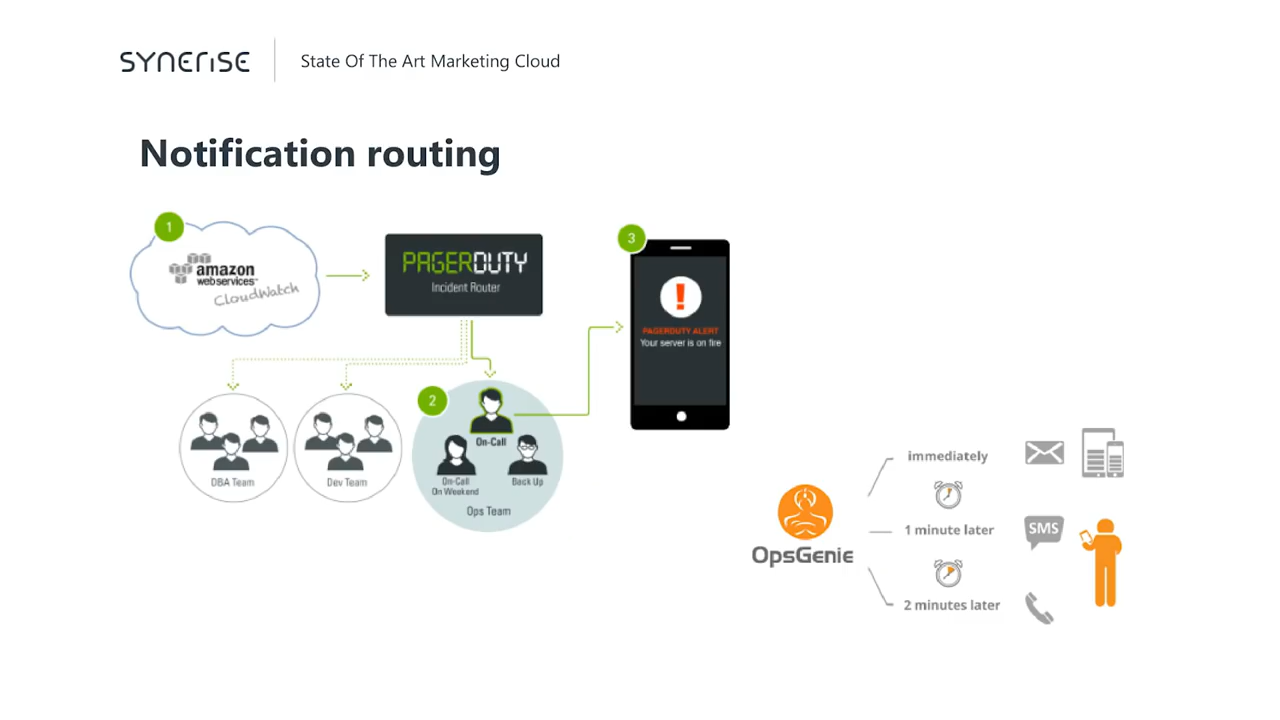 SYNERISE
State Of The Art Marketing Cloud
Notification routing
1
amazon
webservices™
CloudWatch
PAGERDUTY
Incident Router
3
PAGERDUTY ALERT
Your server is on fire
2
On-Call
On-Call
On Weekend
Back Up
Ops Team
DBA Team
Dev Team
OpsGenie
immediately
1 minute later
SMS
2 minutes later